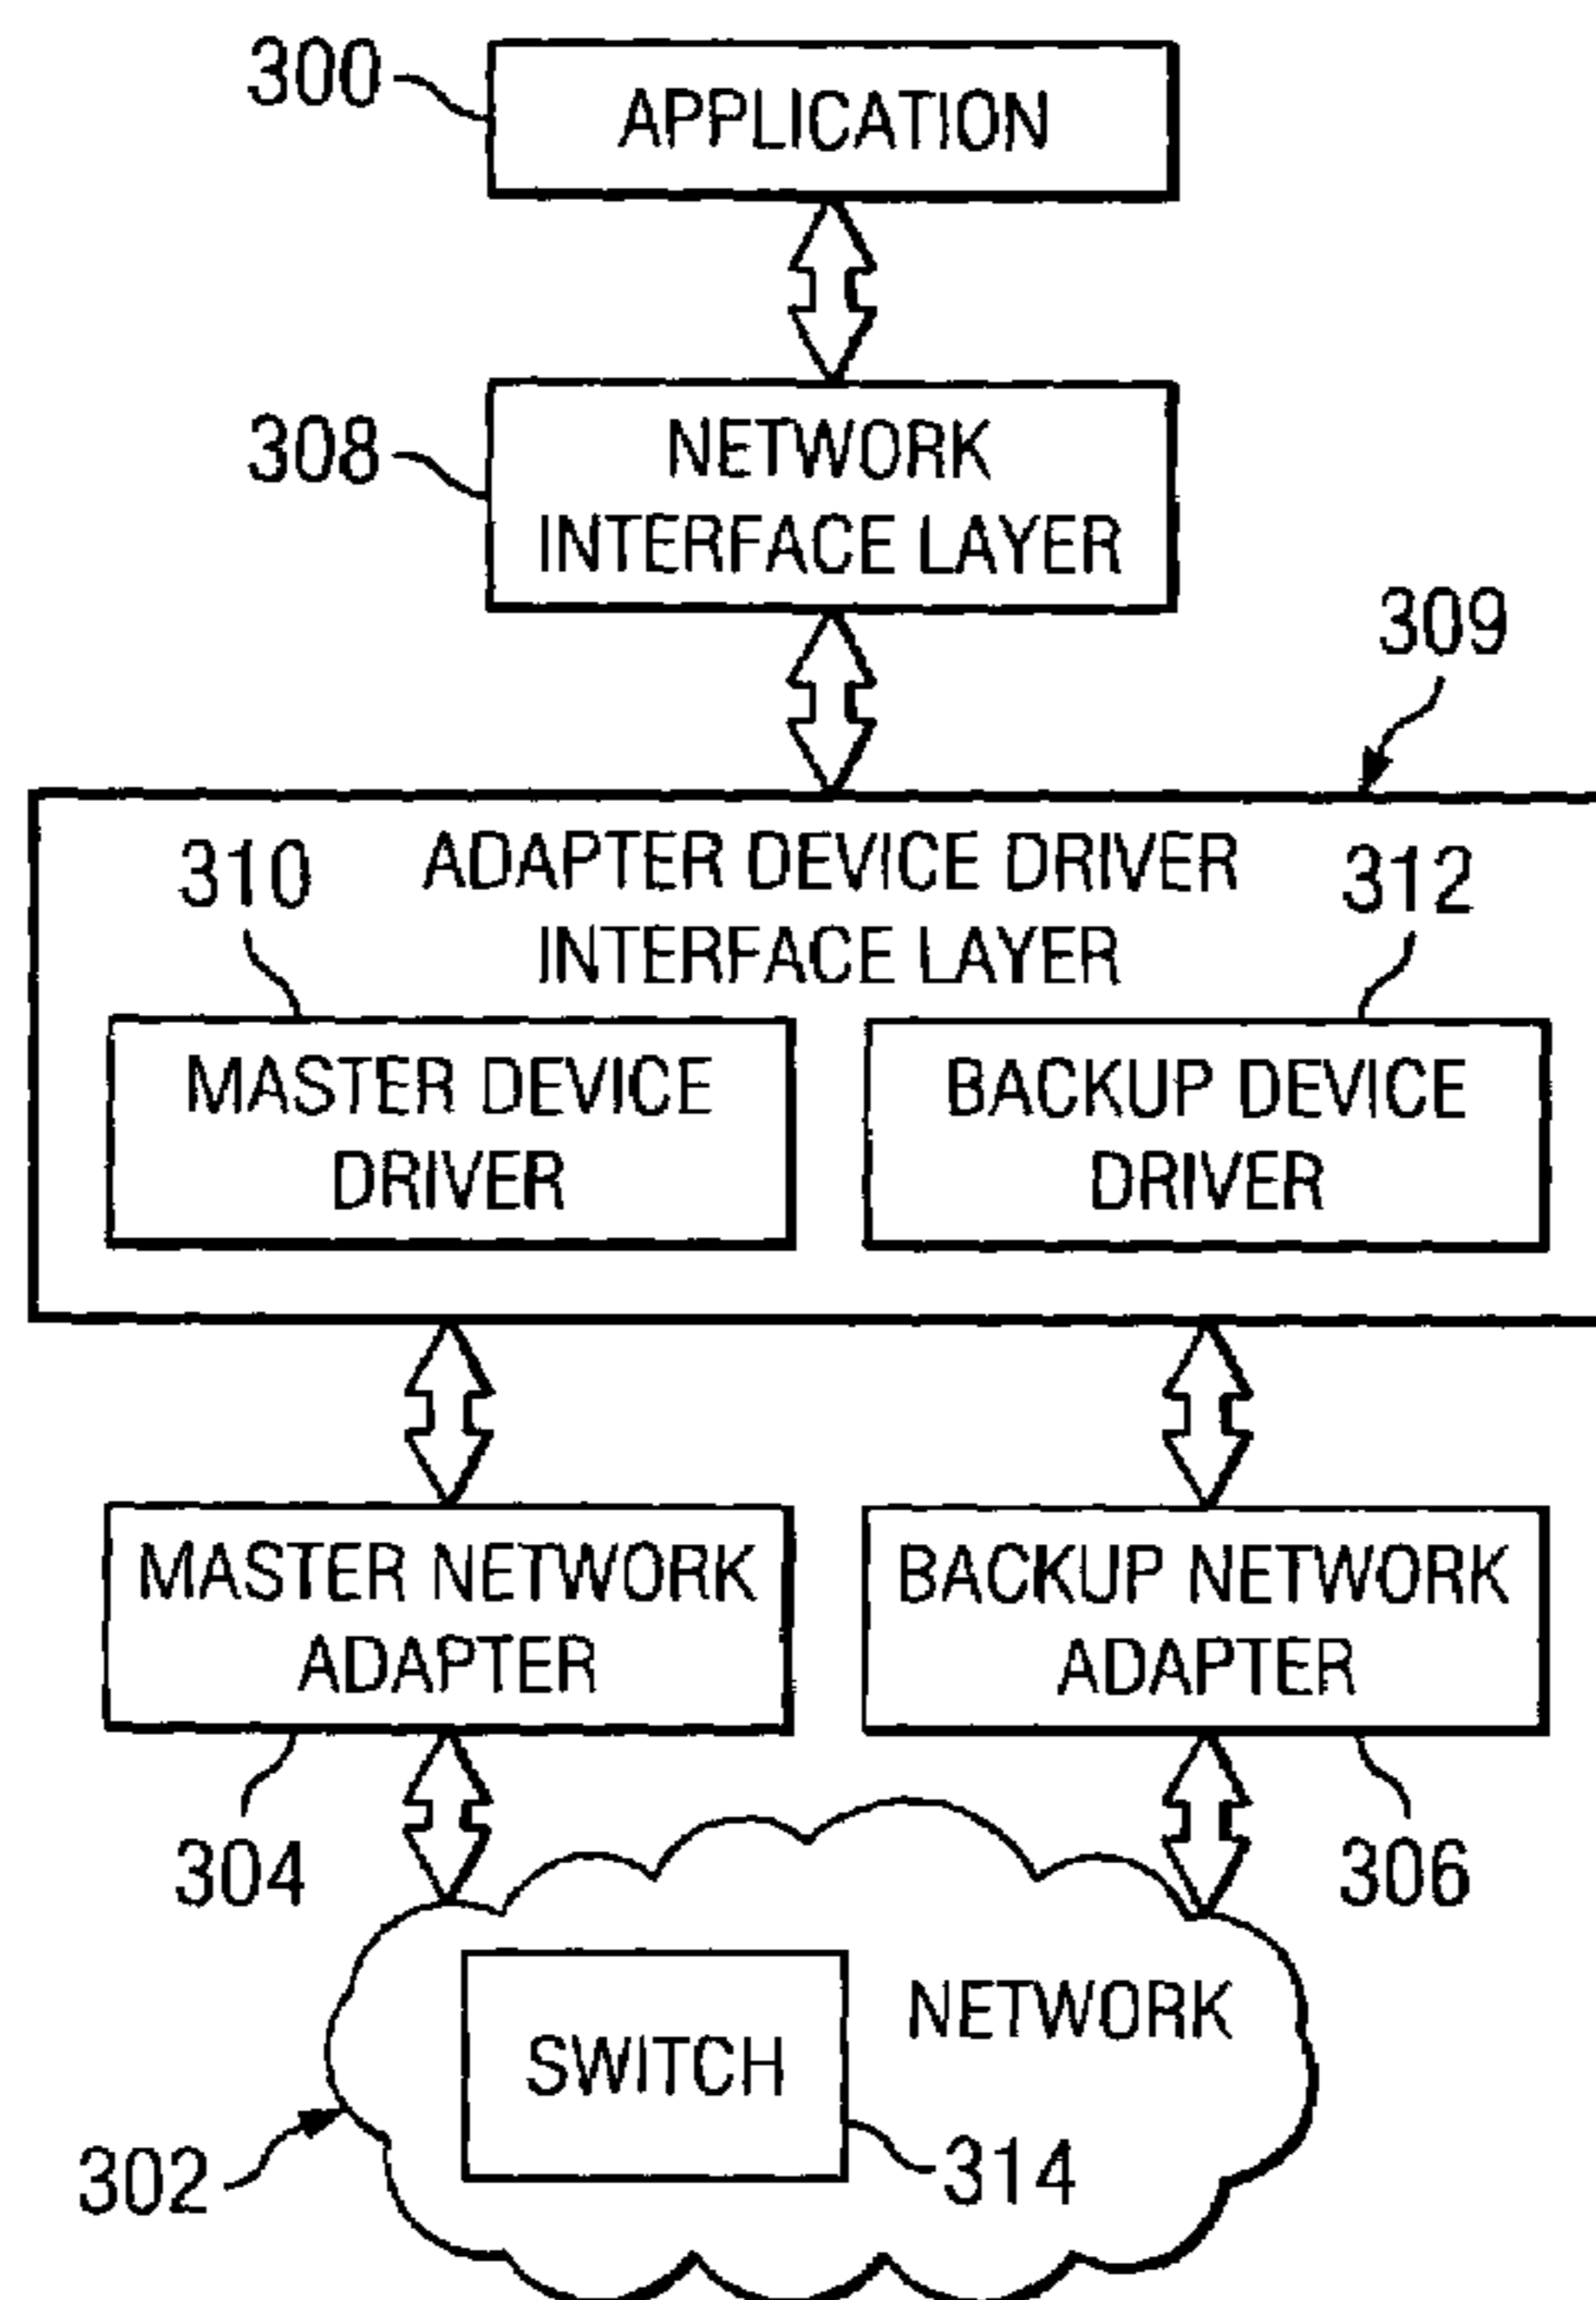 300
APPLICATION
308
NETWORK
INTERFACE LAYER
309
310
ADAPTER DEVICE DRIVER
INTERFACE LAYER
312
MASTER DEVICE
DRIVER
BACKUP DEVICE
DRIVER
MASTER NETWORK
ADAPTER
BACKUP NETWORK
ADAPTER
304
306
NETWORK
SWITCH
302
314